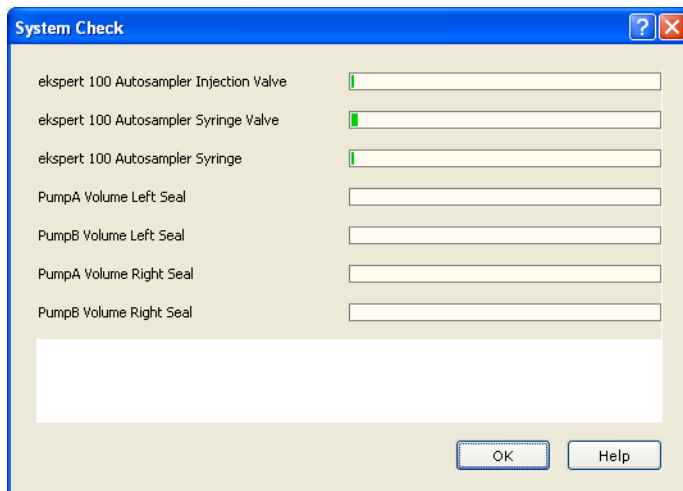 System Check
ekspert 100 Autosampler Injection Valve
ekspert 100 Autosampler Syringe Valve
ekspert 100 Autosampler Syringe
PumpA Volume Left Seal
PumpB Volume Left Seal
PumpA Volume Right Seal
PumpB Volume Right Seal
OK Help